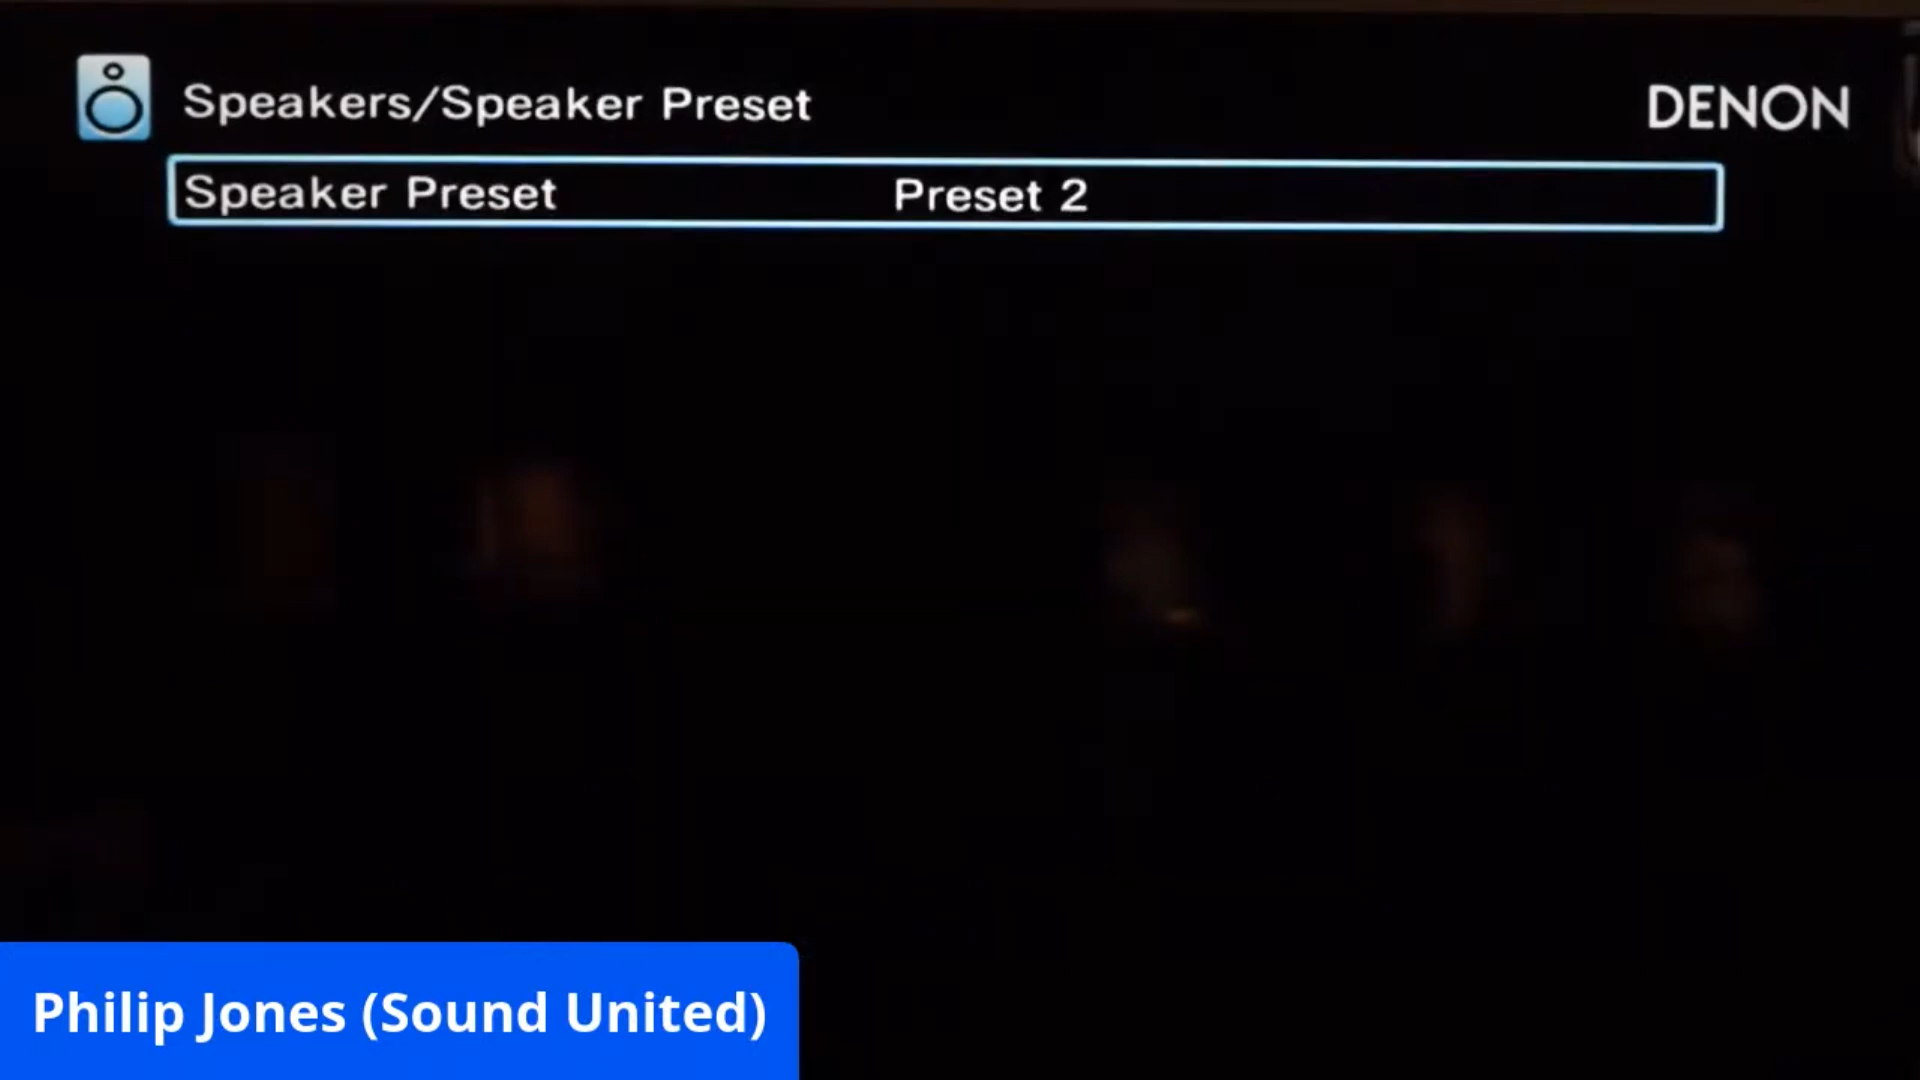 Speakers/Speaker Preset
DENON
Speaker Preset Preset 2
Philip Jones (Sound United)